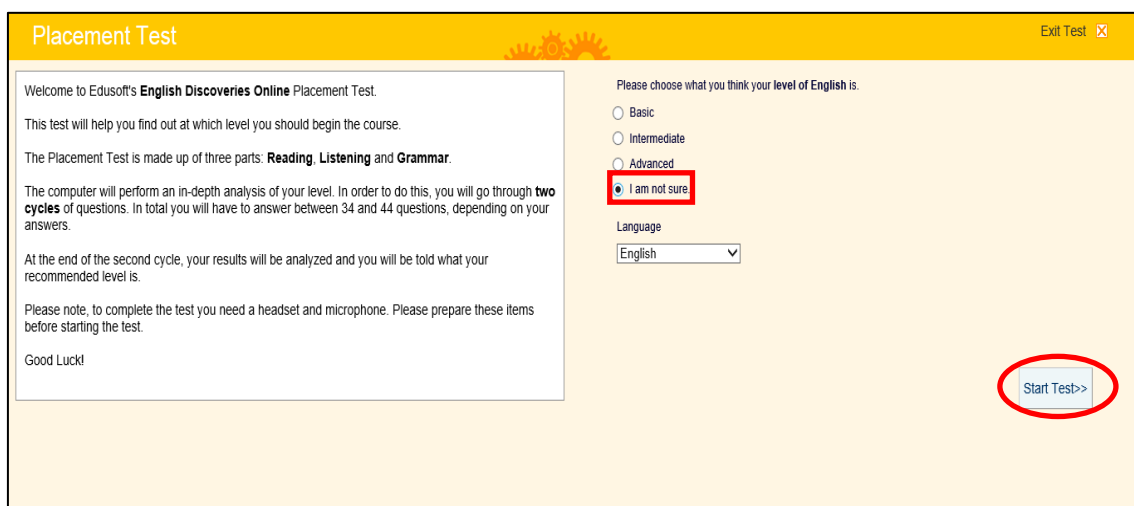 Placement Test
Exit Test
Welcome to Edusoft's English Discoveries Online Placement Test.
This test will help you find out at which level you should begin the course.
The Placement Test is made up of three parts: Reading, Listening and Grammar.
The computer will perform an in-depth analysis of your level. In order to do this, you will go through two
cycles of questions. In total you will have to answer between 34 and 44 questions, depending on your
answers.
At the end of the second cycle, your results will be analyzed and you will be told what your
recommended level is.
Please note, to complete the test you need a headset and microphone. Please prepare these items
before starting the test.
Good Luck!
Please choose what you think your level of English is.
Basic
Intermediate
Advanced
I am not sure.
Language
English
Start Test>>